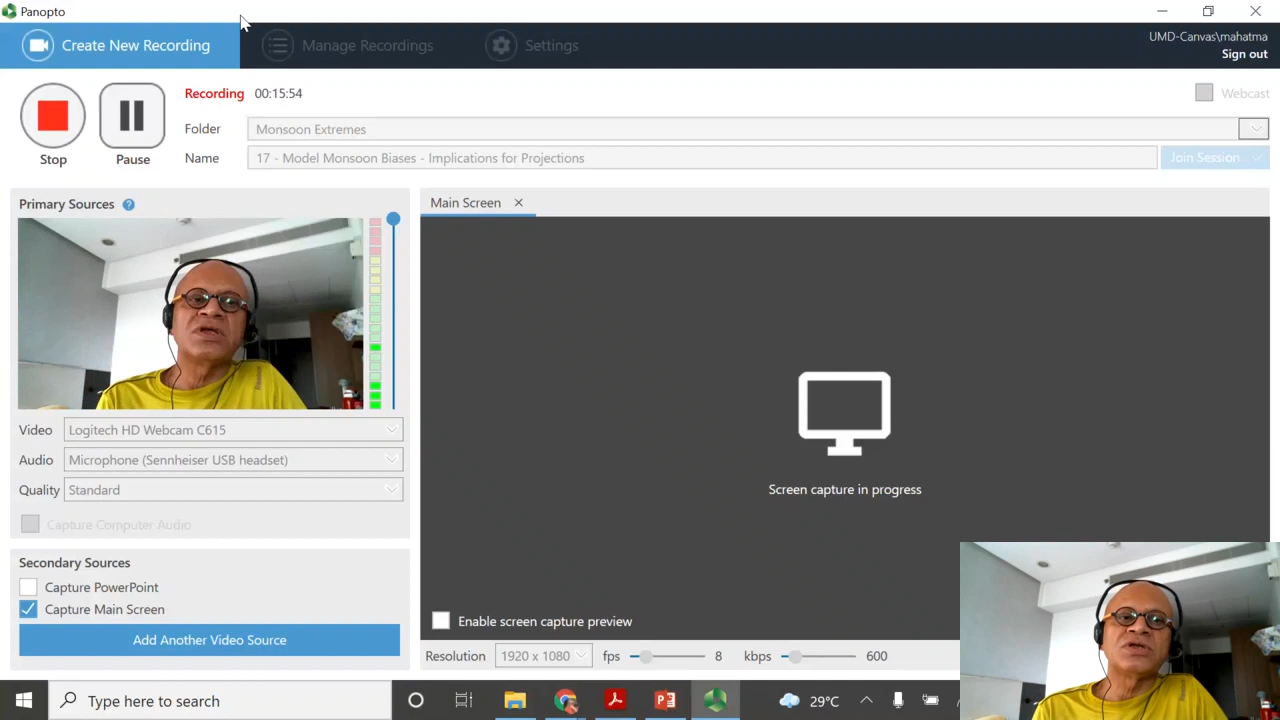 Panopto
Create New Recording
Manage Recordings
Settings
UMD-Canvas\mahatma
Sign out
Recording 00:15:54
Webcast
Folder Monsoon Extremes
Name 17 - Model Monsoon Biases - Implications for Projections
Join Session
Stop
Pause
Primary Sources ?
Main Screen
Video Logitech HD Webcam C615
Audio Microphone (Sennheiser USB headset)
Quality Standard
Capture Computer Audio
Screen capture in progress
Secondary Sources
Capture PowerPoint
Capture Main Screen
Add Another Video Source
Enable screen capture preview
Resolution 1920 x 1080 fps 8 kbps 600
Type here to search
29°C